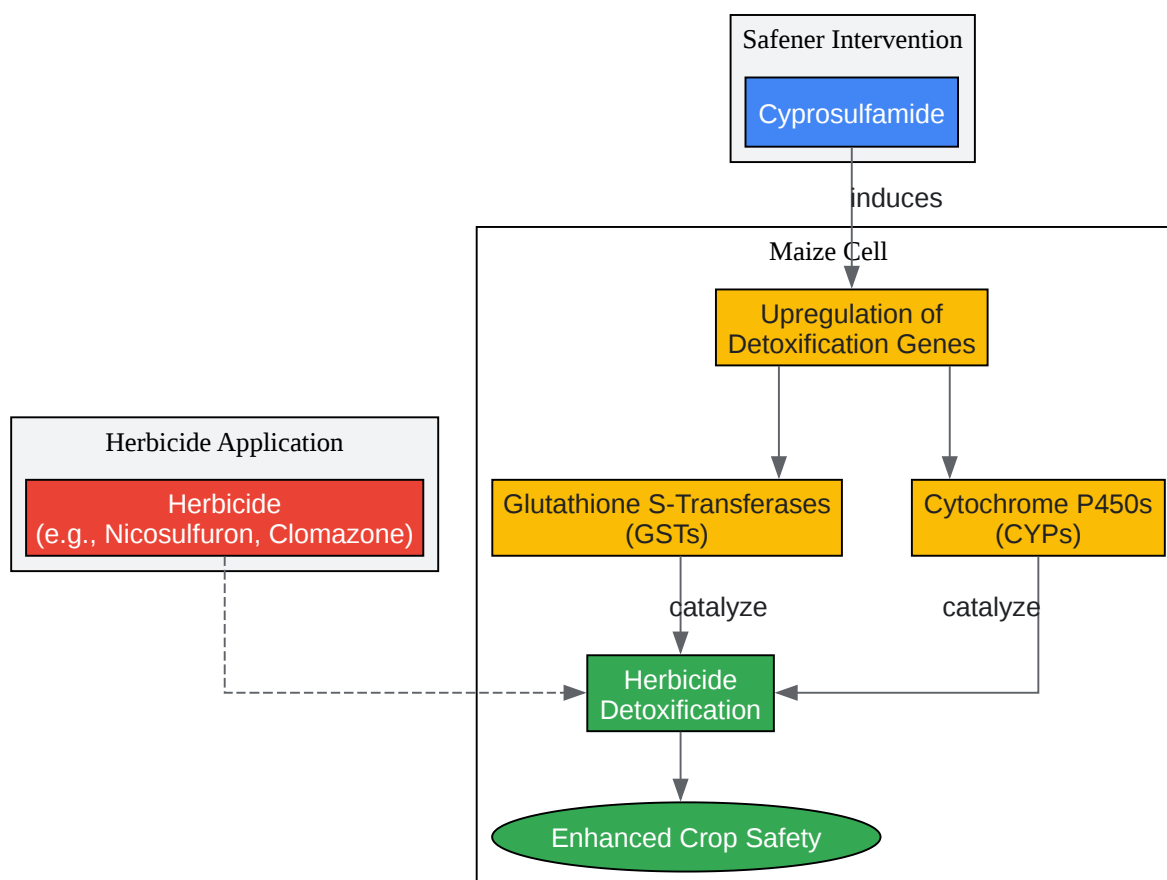 Safener Intervention
Cyprosulfamide
induces
Maize Cell
Upregulation of
Detoxification Genes
Herbicide Application
Herbicide
(e.g., Nicosulfuron, Clomazone)
Glutathione S-Transferases
(GSTs)
Cytochrome P450s
(CYPs)
catalyze
catalyze
Herbicide
Detoxification
Enhanced Crop Safety